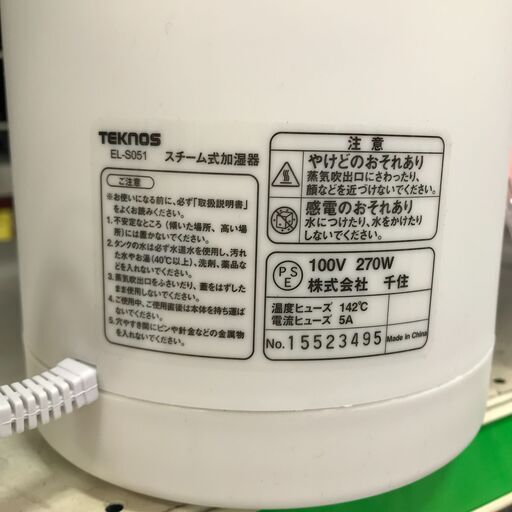 TEKNOS
EL-S051 スチーム式加湿器
ご注意
※お使いになる前に、必ず「取扱説明書」
をよくお読みください。
1.不安定なところ（傾いた場所、高い場
所）には置かないでください。
2.タンクの水は必ず水道水を使用し、汚れ
た水やお湯（40℃以上）、洗剤、薬品な
どを入れないでください。
3.蒸気吹出口をふさいだり、蓋をはずした
まま使用しないでください。
4.ご使用中、ご使用直後は本体を持ち運ば
ないでください。
5.穴やすき間にピンや針金などの金属物
を入れないでください。
注意
やけどのおそれあり
蒸気吹出口にさわったり、
顔などを近づけないでください。
感電のおそれあり
水につけたり、水をかけたり
しないでください。
PSE
100V 270W
株式会社 千住
温度ヒューズ 142℃
電流ヒューズ 5A
No. 15523495
Made in China